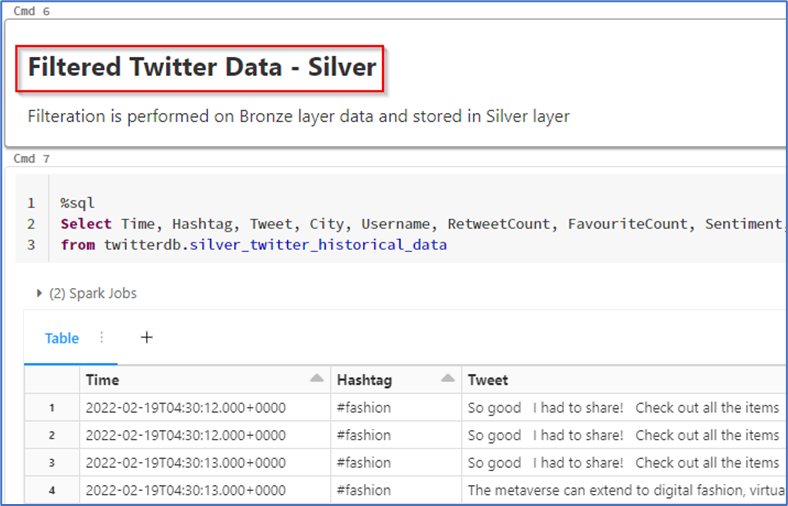 Cmd 6
Filtered Twitter Data - Silver
Filteration is performed on Bronze layer data and stored in Silver layer
Cmd 7
1 %sql
2 Select Time, Hashtag, Tweet, City, Username, RetweetCount, FavouriteCount, Sentiment,
3 from twitterdb.silver_twitter_historical_data
(2) Spark Jobs
Table +
Time Hashtag Tweet
1 2022-02-19T04:30:12.000+0000 #fashion So good I had to share! Check out all the items
2 2022-02-19T04:30:12.000+0000 #fashion So good I had to share! Check out all the items
3 2022-02-19T04:30:13.000+0000 #fashion So good I had to share! Check out all the items
4 2022-02-19T04:30:13.000+0000 #fashion The metaverse can extend to digital fashion, virtua